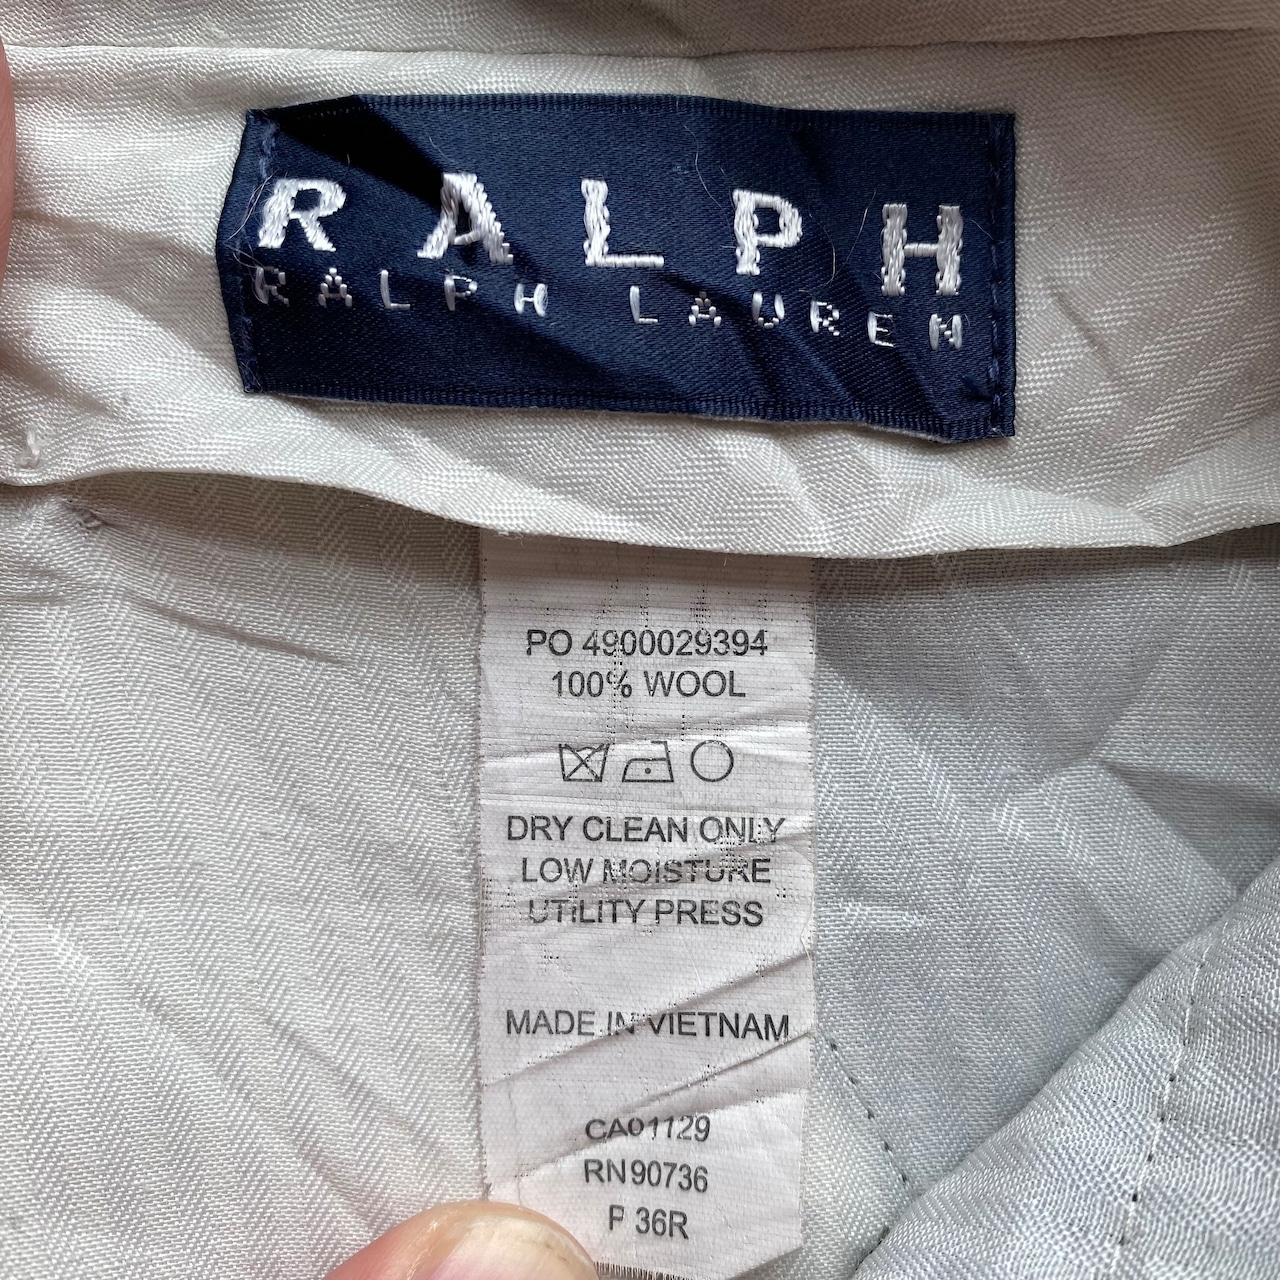 RALPH
RALPH LAUREN
PO 4900029394
100% WOOL
DRY CLEAN ONLY
LOW MOISTURE
UTILITY PRESS
MADE IN VIETNAM
CA01129
RN90736
P 36R